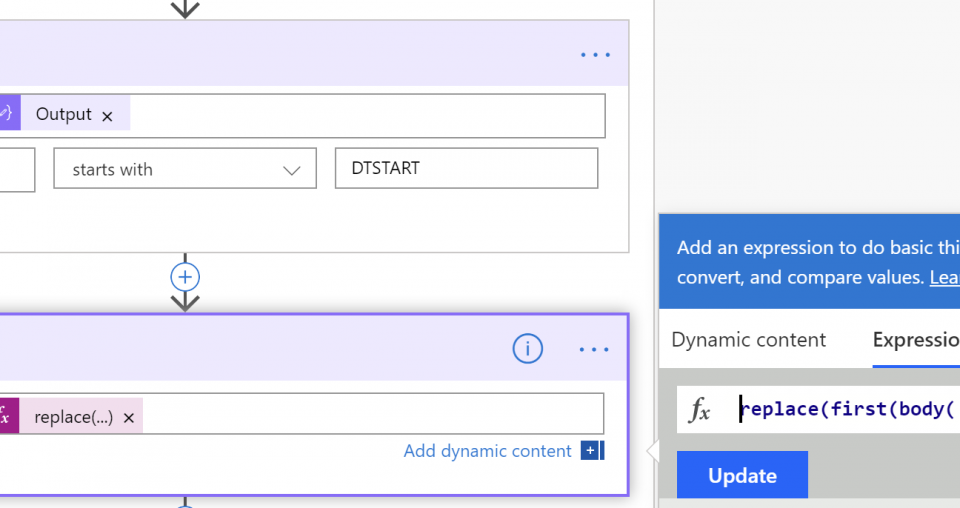 Output ×
starts with
DTSTART
Add an expression to do basic thi
convert, and compare values. Lea
Dynamic content
Expressio
fx replace(...) ×
fx replace(first(body(
Add dynamic content
Update